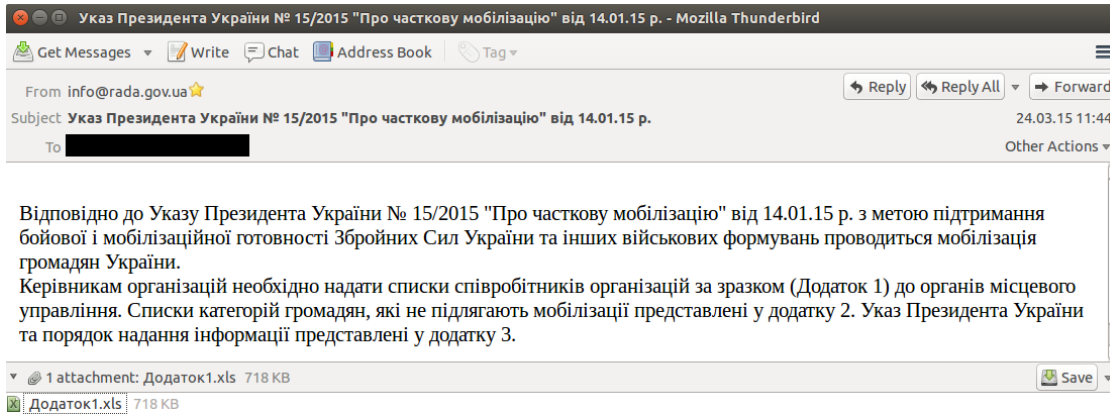 Указ Президента України № 15/2015 "Про часткову мобілізацію" від 14.01.15 р. - Mozilla Thunderbird
Get Messages Write Chat Address Book Tag
From info@rada.gov.ua Reply Reply All Forward
Subject Указ Президента України № 15/2015 "Про часткову мобілізацію" від 14.01.15 р. 24.03.15 11:44
To Other Actions
Відповідно до Указу Президента України № 15/2015 "Про часткову мобілізацію" від 14.01.15 р. з метою підтримання
бойової і мобілізаційної готовності Збройних Сил України та інших військових формувань проводиться мобілізація
громадян України.
Керівникам організацій необхідно надати списки співробітників організацій за зразком (Додаток 1) до органів місцевого
управління. Списки категорій громадян, які не підлягають мобілізації представлені у додатку 2. Указ Президента України
та порядок надання інформації представлені у додатку 3.
1 attachment: Додаток1.xls 718 KB Save
Додаток1.xls 718 KB